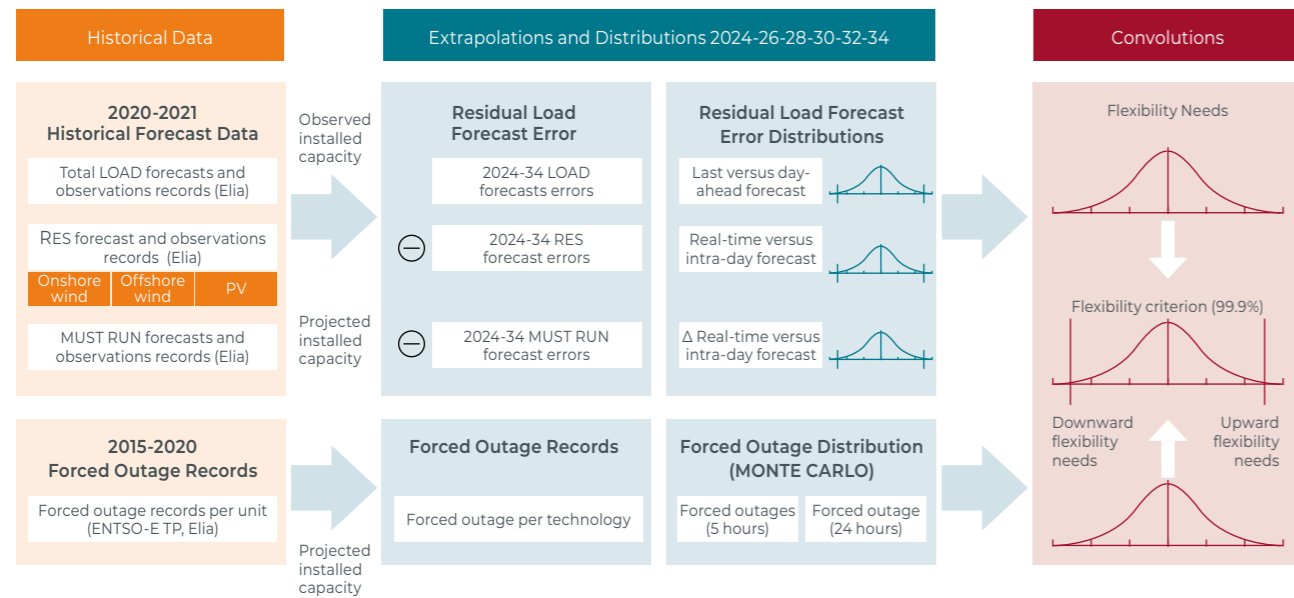 Historical Data
Extrapolations and Distributions 2024-26-28-30-32-34
Convolutions
2020-2021
Historical Forecast Data
Total LOAD forecasts and
observations records (Elia)
RES forecast and observations
records (Elia)
Onshore
wind
Offshore
wind
PV
MUST RUN forecasts and
observations records (Elia)
Observed
installed
capacity
Projected
installed
capacity
Residual Load
Forecast Error
2024-34 LOAD
forecasts errors
2024-34 RES
forecast errors
2024-34 MUST RUN
forecast errors
Residual Load Forecast
Error Distributions
Last versus day-
ahead forecast
Real-time versus
intra-day forecast
Δ Real-time versus
intra-day forecast
Flexibility Needs
Flexibility criterion (99.9%)
Downward
flexibility
needs
Upward
flexibility
needs
2015-2020
Forced Outage Records
Forced outage records per unit
(ENTSO-E TP, Elia)
Projected
installed
capacity
Forced Outage Records
Forced outage per technology
Forced Outage Distribution
(MONTE CARLO)
Forced outages
(5 hours)
Forced outage
(24 hours)